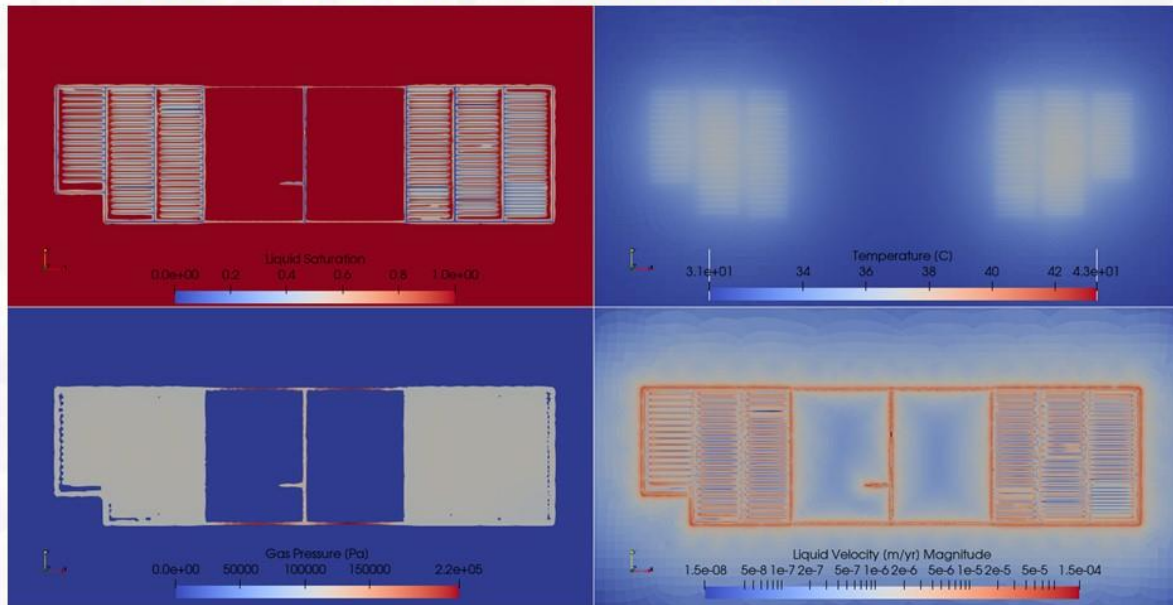 Liquid Saturation
0.0e+00 0.2 0.4 0.6 0.8 1.0e+00
Temperature (C)
3.1e+01 34 36 38 40 42 4.3e+01
Gas Pressure (Pa)
0.0e+00 50000 100000 150000 2.2e+05
Liquid Velocity (m/yr) Magnitude
1.5e-08 5e-8 1e-7 2e-7 5e-7 1e-6 2e-6 5e-6 1e-5 2e-5 5e-5 1.5e-04